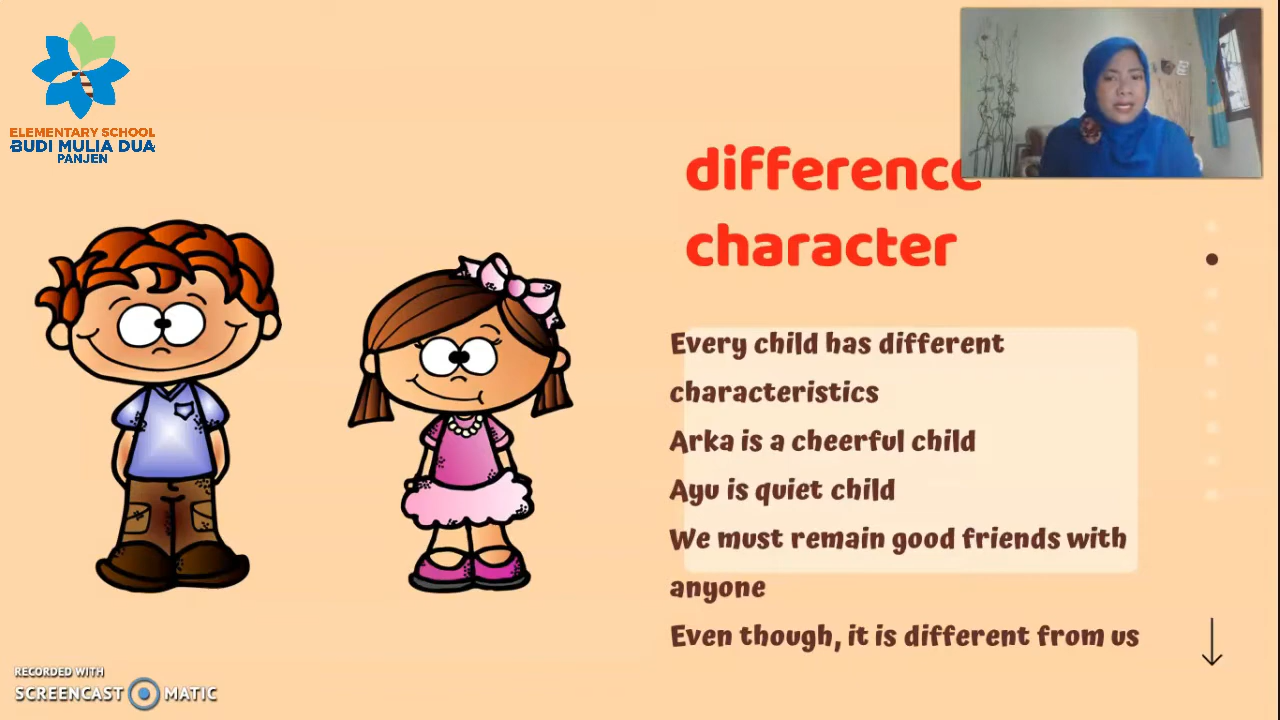 ELEMENTARY SCHOOL
BUDI MULIA DUA
PANJEN
difference
character
Every child has different
characteristics
Arka is a cheerful child
Ayu is quiet child
We must remain good friends with
anyone
Even though, it is different from us
RECORDED WITH
SCREENCAST MATIC